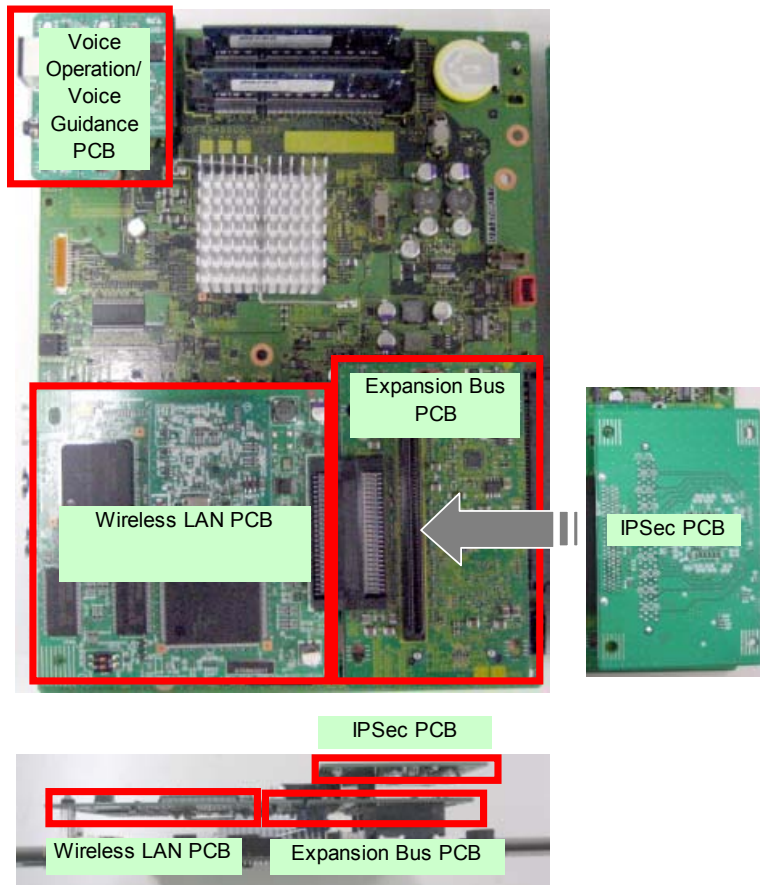 Voice
Operation/
Voice
Guidance
PCB
Expansion Bus
PCB
Wireless LAN PCB
IPSec PCB
IPSec PCB
Wireless LAN PCB
Expansion Bus PCB